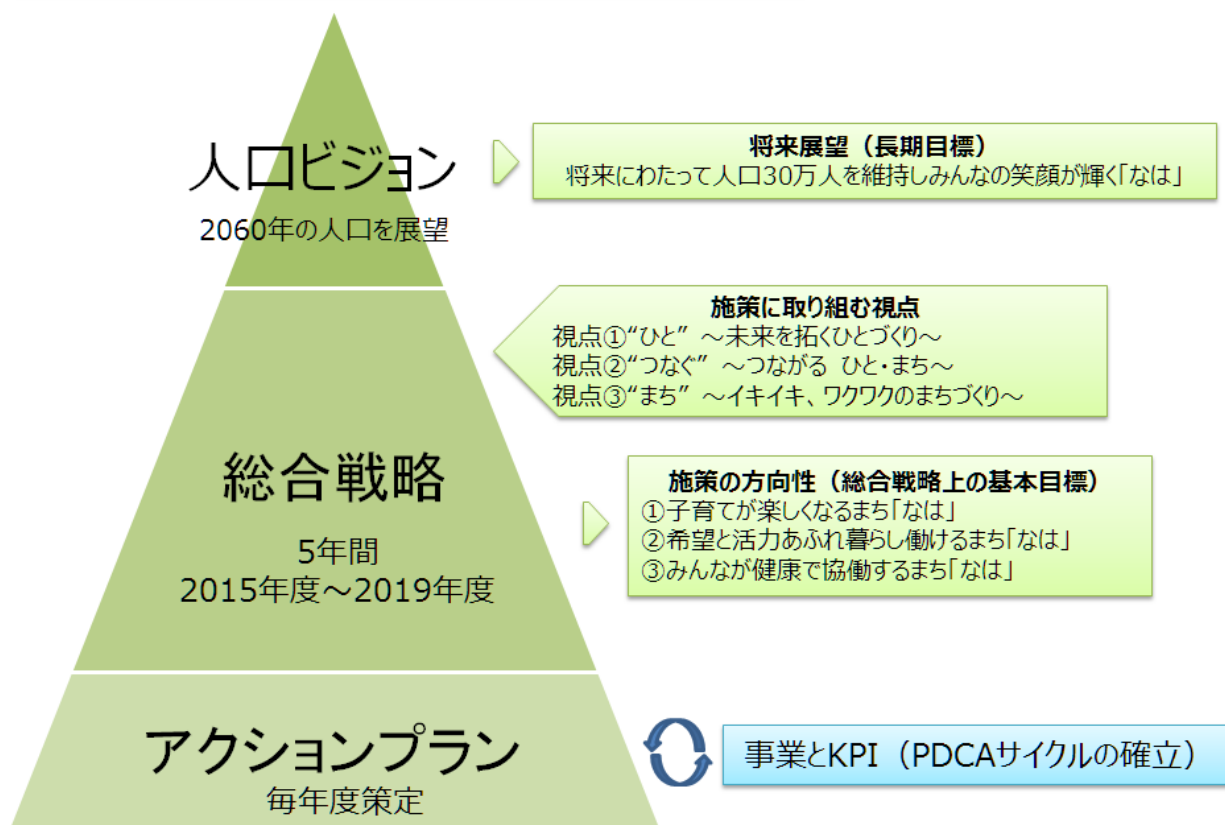 人口ビジョン
2060年の人口を展望
将来展望（長期目標）
将来にわたって人口30万人を維持しみんなの笑顔が輝く「なは」
施策に取り組む視点
視点①“ひと” ～未来を拓くひとづくり～
視点②“つなぐ” ～つながる ひと・まち～
視点③“まち” ～イキイキ、ワクワクのまちづくり～
総合戦略
5年間
2015年度～2019年度
施策の方向性（総合戦略上の基本目標）
①子育てが楽しくなるまち「なは」
②希望と活力あふれ暮らし働けるまち「なは」
③みんなが健康で協働するまち「なは」
アクションプラン
毎年度策定
事業とKPI（PDCAサイクルの確立）